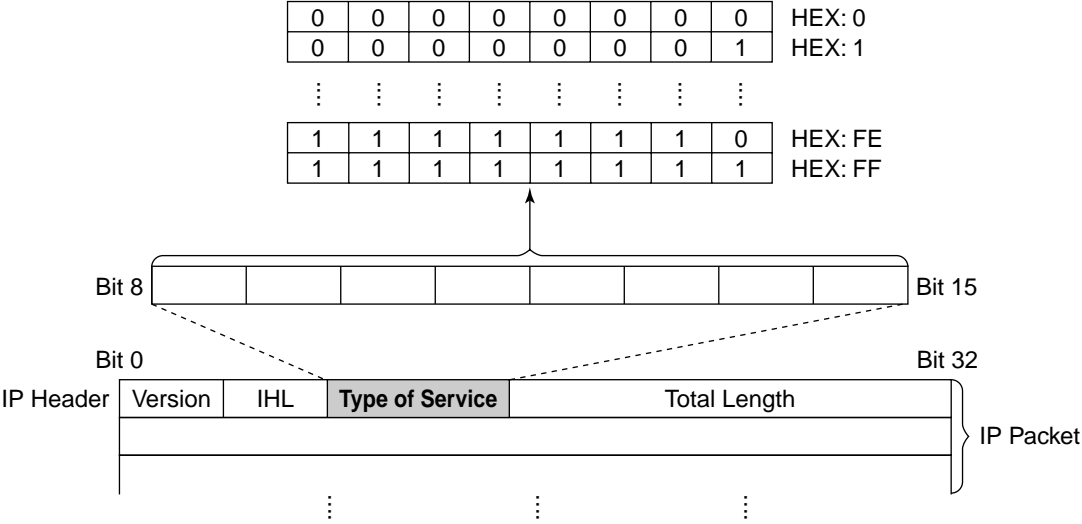 0 0 0 0 0 0 0 0 HEX: 0
0 0 0 0 0 0 0 1 HEX: 1
1 1 1 1 1 1 1 0 HEX: FE
1 1 1 1 1 1 1 1 HEX: FF
Bit 8 Bit 15
Bit 0 Bit 32
IP Header Version IHL Type of Service Total Length
IP Packet